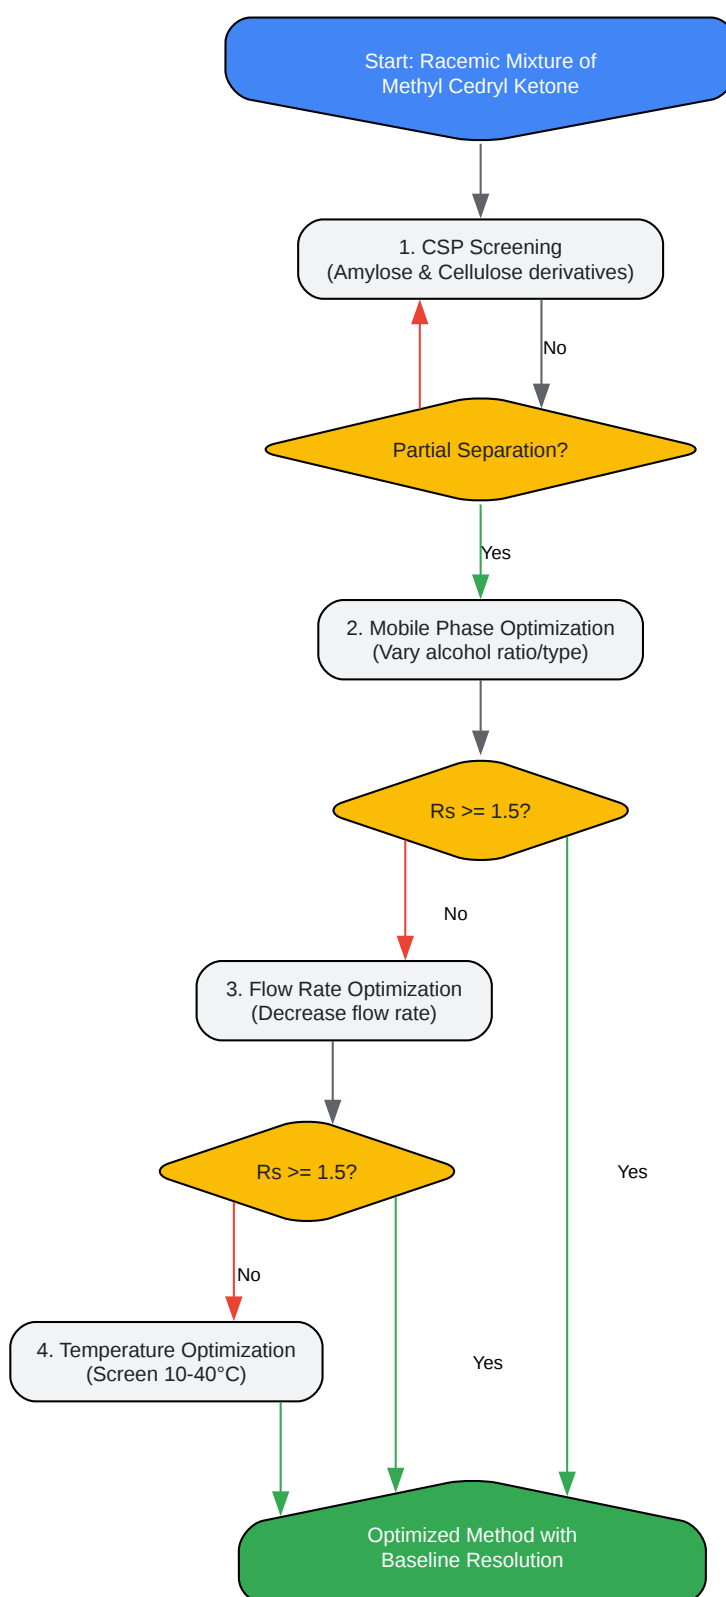 Start: Racemic Mixture of
Methyl Cedryl Ketone
1. CSP Screening
(Amylose & Cellulose derivatives)
No
Partial Separation?
Yes
2. Mobile Phase Optimization
(Vary alcohol ratio/type)
Rs >= 1.5?
No
3. Flow Rate Optimization
(Decrease flow rate)
Rs >= 1.5?
Yes
No
4. Temperature Optimization
(Screen 10-40°C)
Yes
Optimized Method with
Baseline Resolution